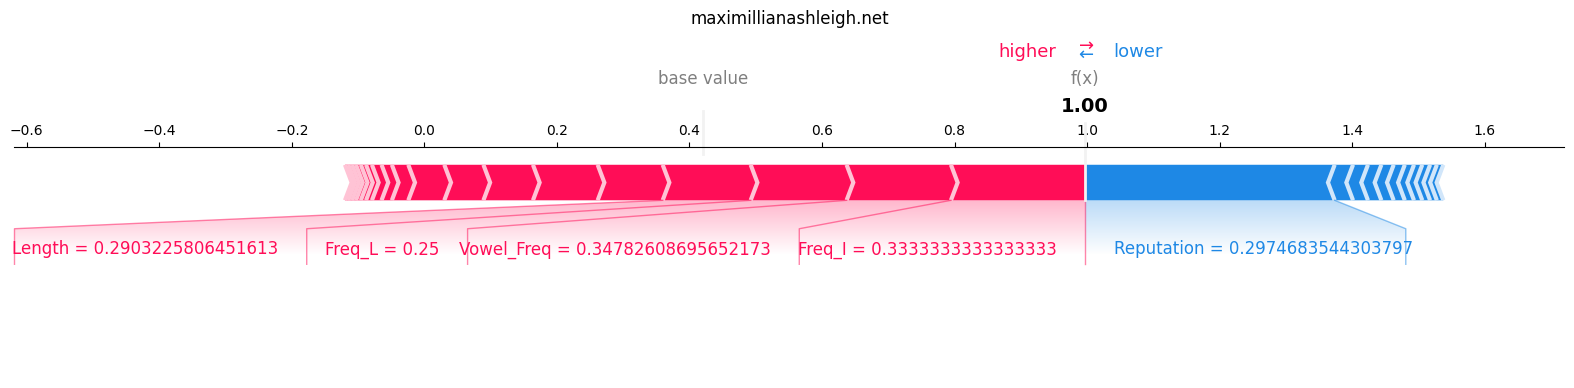 maximillianashleigh.net
higher ⇄ lower
base value f(x)
1.00
−0.6 −0.4 −0.2 0.0 0.2 0.4 0.6 0.8 1.0 1.2 1.4 1.6
Length = 0.2903225806451613 Freq_L = 0.25 Vowel_Freq = 0.34782608695652173 Freq_I = 0.3333333333333333 Reputation = 0.2974683544303797